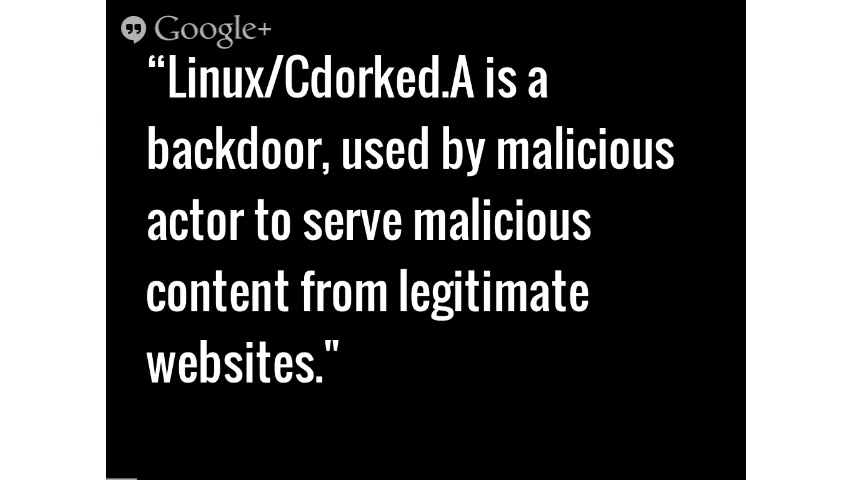 Google+
“Linux/Cdorked.A is a
backdoor, used by malicious
actor to serve malicious
content from legitimate
websites."